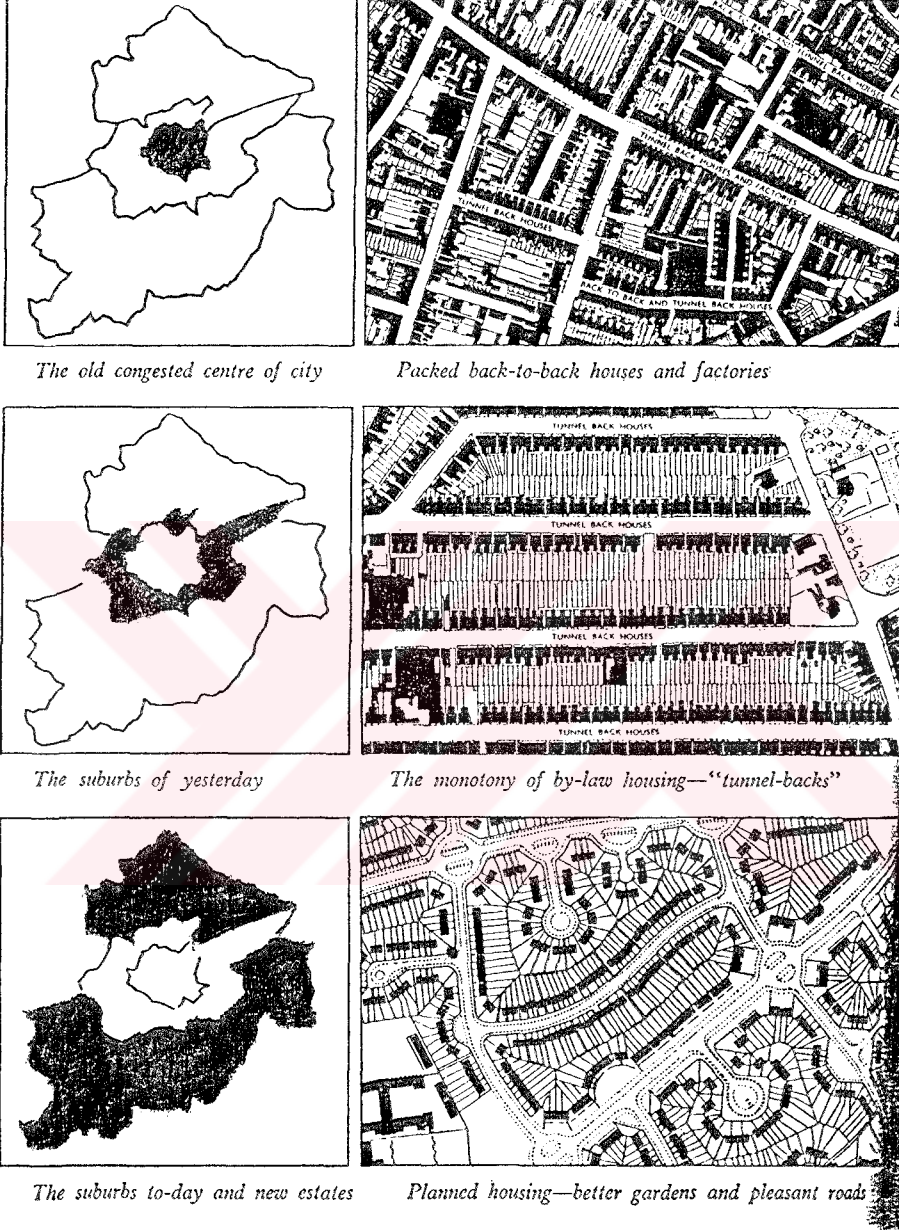 BACK TO BACK
TUNNEL BACK HOUSES
TUNNEL BACK HOUSES AND FACTORIES
TUNNEL BACK HOUSES
BACK TO BACK AND TUNNEL BACK HOUSES
The old congested centre of city
Packed back-to-back houses and factories
TUNNEL BACK HOUSES
TUNNEL BACK HOUSES
TUNNEL BACK HOUSES
TUNNEL BACK HOUSES
The suburbs of yesterday
The monotony of by-law housing—“tunnel-backs”
The suburbs to-day and new estates
Planned housing—better gardens and pleasant roads